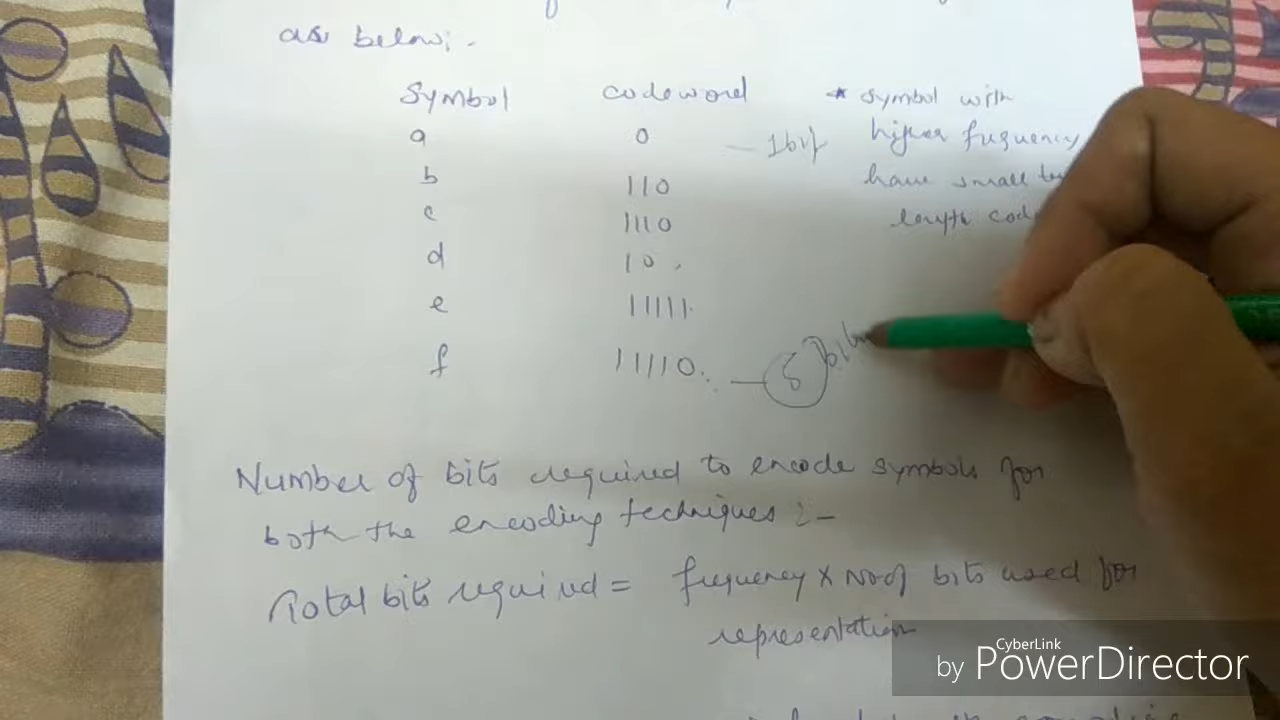 as below:-
Symbol codeword * symbol with
a 0 — 1bit higher frequency
b 110 have small
c 1110 length cod
d 10
e 11111
f 11110 — 5 bit
Number of bits required to encode symbols for
both the encoding techniques :-
Total bits required = frequency x No of bits used for
representation
CyberLink
by PowerDirector